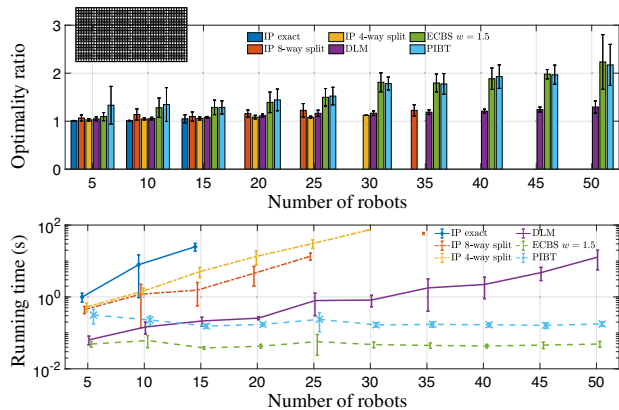 IP exact
IP 4-way split
ECBS w = 1.5
IP 8-way split
DLM
PIBT
Optimality ratio
3
2
1
0
5 10 15 20 25 30 35 40 45 50
Number of robots
IP exact
DLM
IP 8-way split
ECBS w = 1.5
IP 4-way split
PIBT
Running time (s)
10^2
10^0
10^-2
5 10 15 20 25 30 35 40 45 50
Number of robots